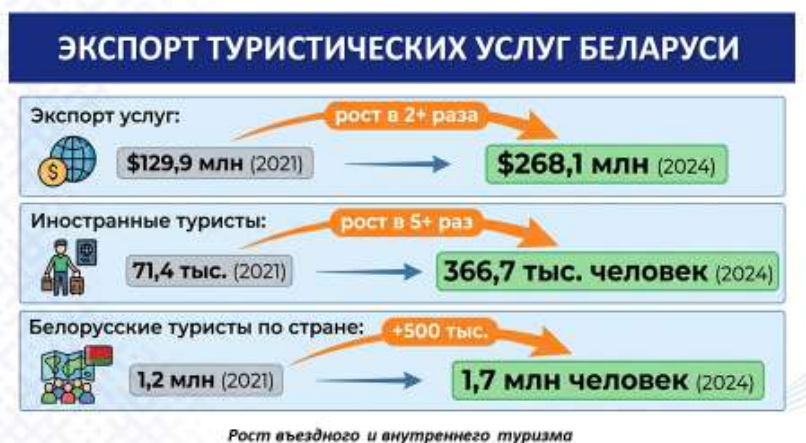 ЭКСПОРТ ТУРИСТИЧЕСКИХ УСЛУГ БЕЛАРУСИ
Экспорт услуг:
рост в 2+ раза
$129,9 млн (2021)
$268,1 млн (2024)
Иностранные туристы:
рост в 5+ раз
71,4 тыс. (2021)
366,7 тыс. человек (2024)
Белорусские туристы по стране:
+500 тыс.
1,2 млн (2021)
1,7 млн человек (2024)
Рост въездного и внутреннего туризма